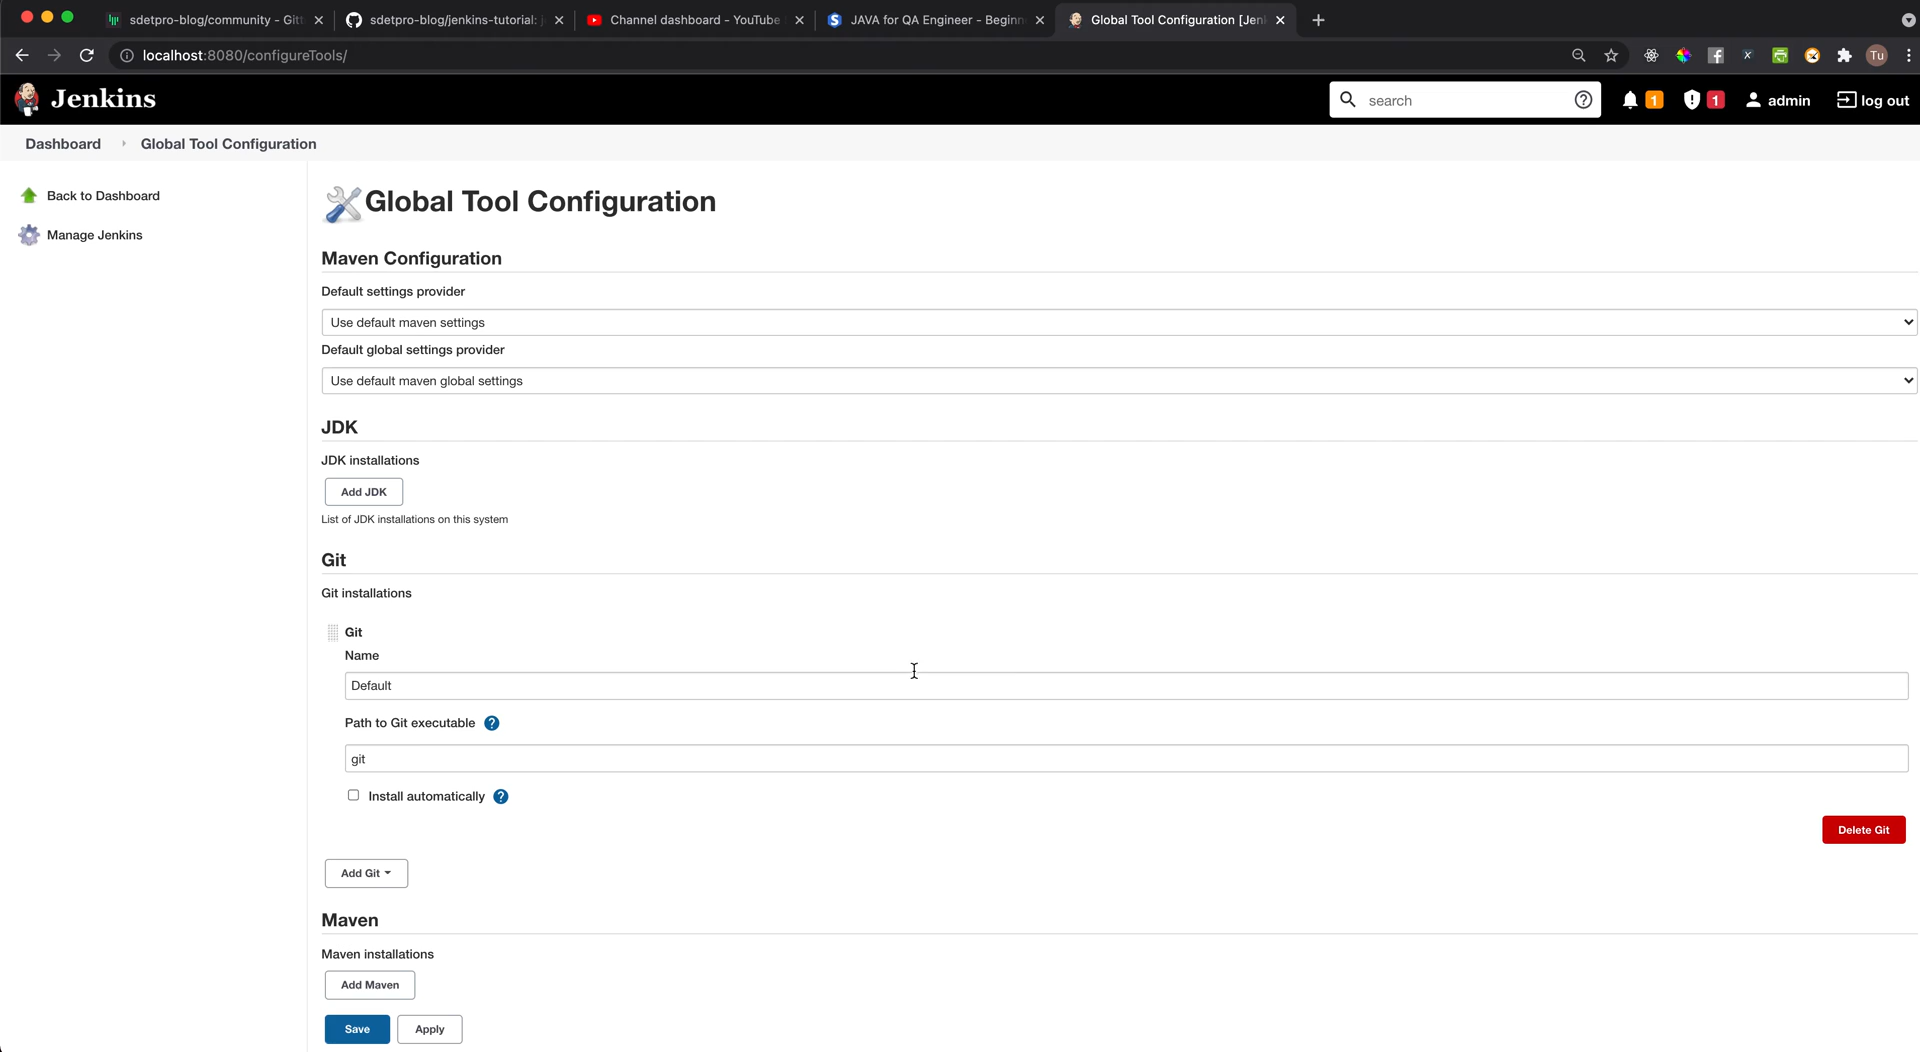 sdetpro-blog/community - Gitt
sdetpro-blog/jenkins-tutorial: j
Channel dashboard - YouTube
JAVA for QA Engineer - Beginn
Global Tool Configuration [Jen
localhost:8080/configureTools/
Tu
Jenkins
search
1
1
admin
log out
Dashboard
Global Tool Configuration
Back to Dashboard
Manage Jenkins
Global Tool Configuration
Maven Configuration
Default settings provider
Use default maven settings
Default global settings provider
Use default maven global settings
JDK
JDK installations
Add JDK
List of JDK installations on this system
Git
Git installations
Git
Name
Default
Path to Git executable ?
git
Install automatically ?
Delete Git
Add Git
Maven
Maven installations
Add Maven
Save
Apply